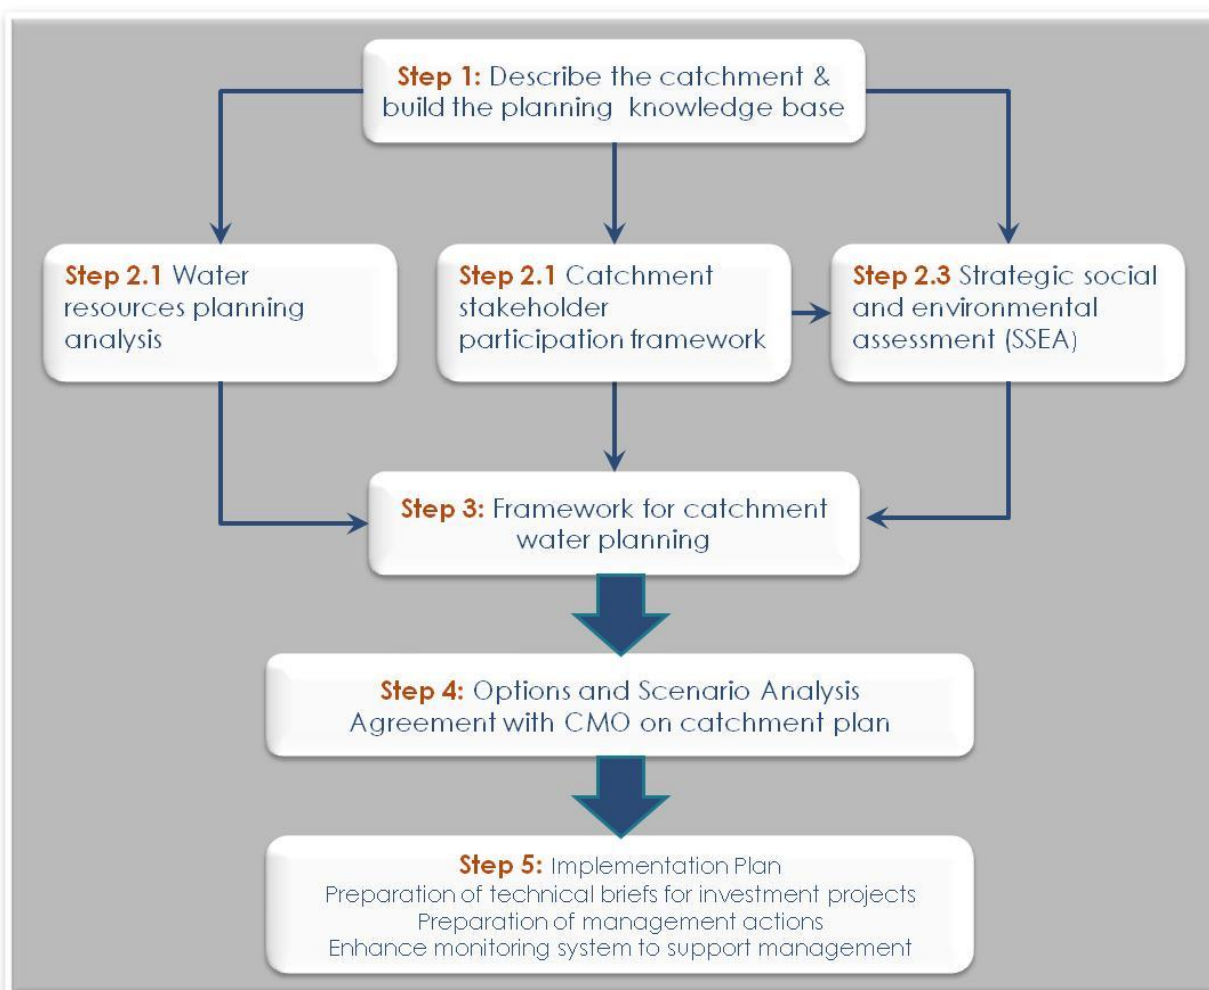 Step 1: Describe the catchment &
build the planning knowledge base
Step 2.1 Water
resources planning
analysis
Step 2.1 Catchment
stakeholder
participation framework
Step 2.3 Strategic social
and environmental
assessment (SSEA)
Step 3: Framework for catchment
water planning
Step 4: Options and Scenario Analysis
Agreement with CMO on catchment plan
Step 5: Implementation Plan
Preparation of technical briefs for investment projects
Preparation of management actions
Enhance monitoring system to support management